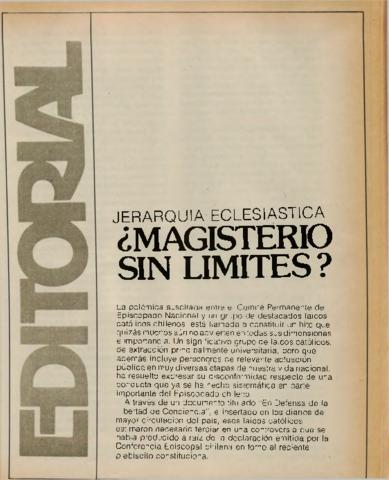 EDITORIAL
JERARQUIA ECLESIASTICA
¿MAGISTERIO
SIN LIMITES?
La polémica suscitada entre el Comité Permanente del
Episcopado Nacional y un grupo de destacados laicos
católicos chilenos, está llamada a constituir un hito que
quizás muchos aún no advierten en todas sus dimensiones
e importancia. Un significativo grupo de laicos católicos,
de extracción principalmente universitaria, pero que
además incluye personeros de relevante actuación
pública en muy diversas etapas de nuestra vida nacional,
ha resuelto expresar su disconformidad respecto de una
conducta que ya se ha hecho sistemática en parte
importante del Episcopado chileno.
A través de un documento titulado "En Defensa de la
Libertad de Conciencia", e insertado en los diarios de
mayor circulación del país, esos laicos católicos
estimaron necesario terciar en una controversia que se
había producido a raíz de la declaración emitida por la
Conferencia Episcopal chilena en torno al reciente
plebiscito constitucional.